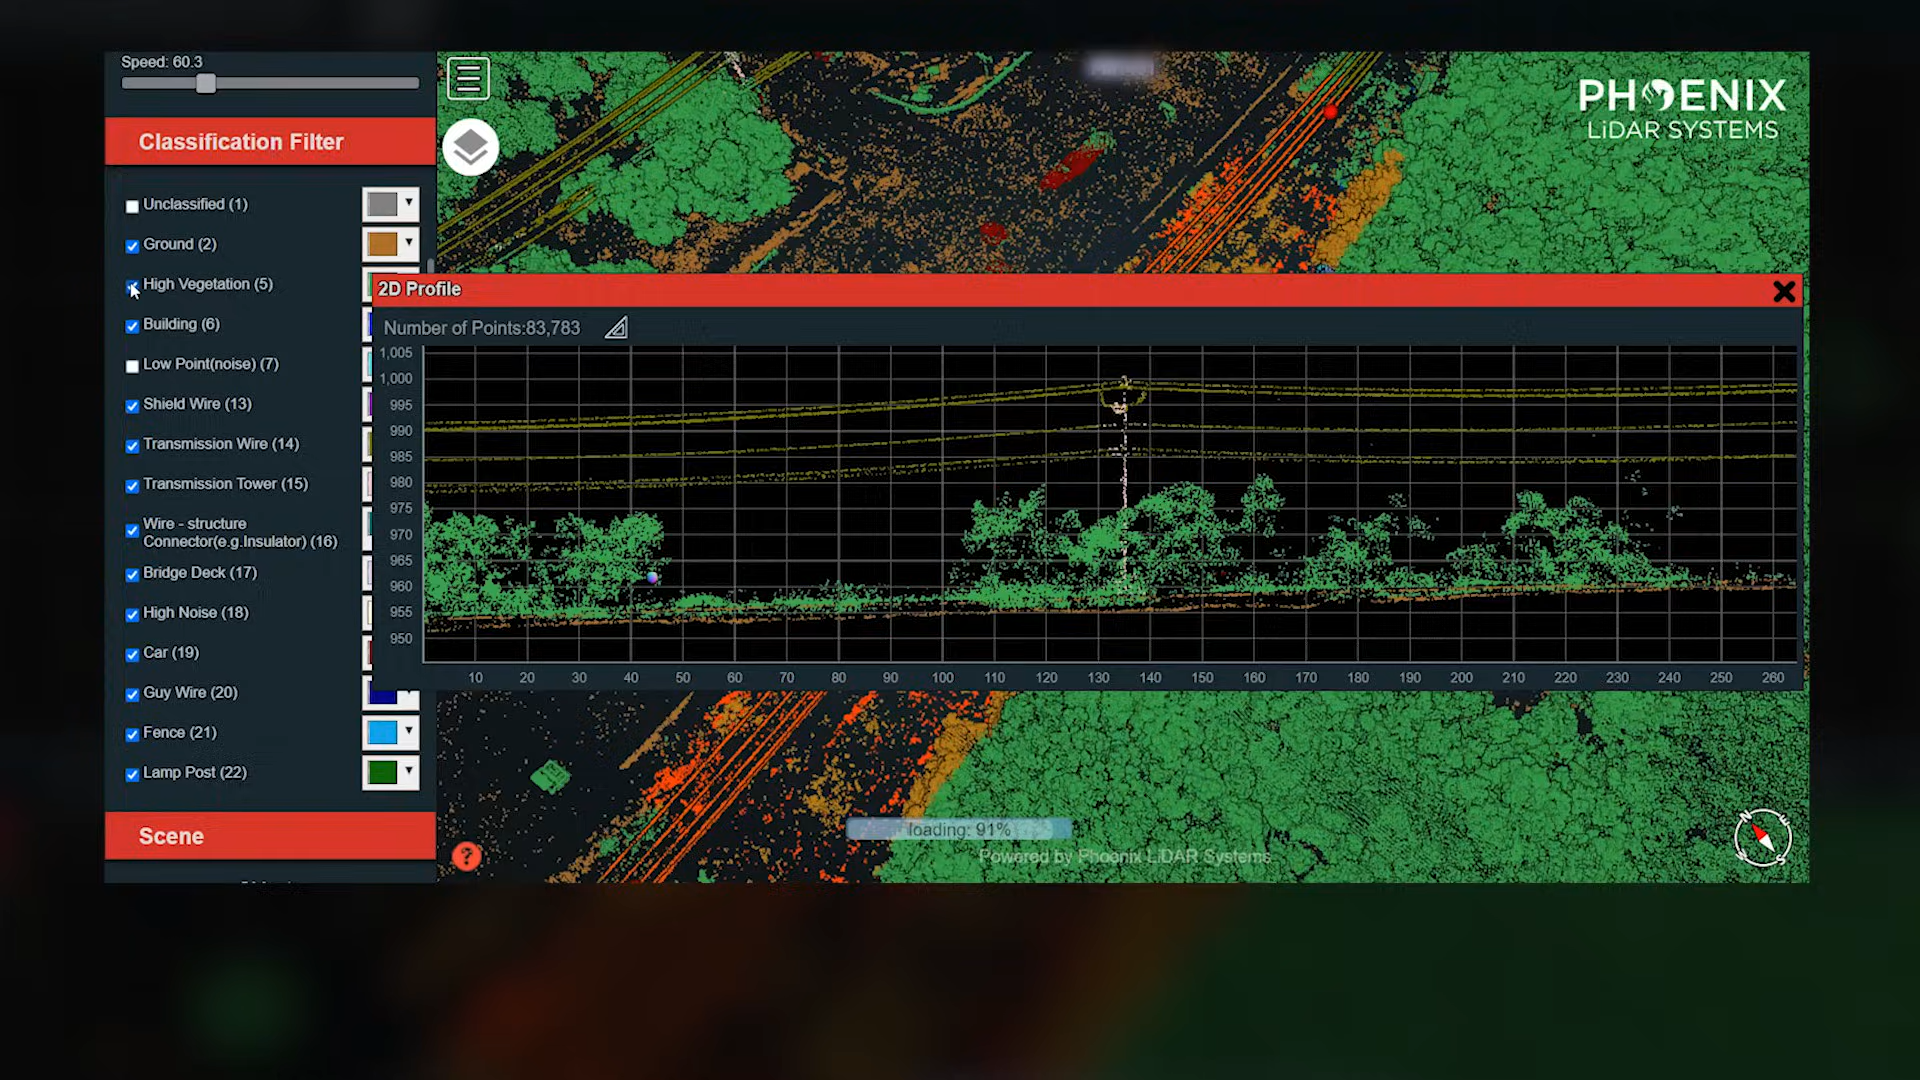 Speed: 60.3
Classification Filter
Unclassified (1)
Ground (2)
High Vegetation (5)
Building (6)
Low Point(noise) (7)
Shield Wire (13)
Transmission Wire (14)
Transmission Tower (15)
Wire - structure
Connector(e.g.Insulator) (16)
Bridge Deck (17)
High Noise (18)
Car (19)
Guy Wire (20)
Fence (21)
Lamp Post (22)
Scene
PHOENIX
LiDAR SYSTEMS
2D Profile
Number of Points:83,783
1,005
1,000
995
990
985
980
975
970
965
960
955
950
10 20 30 40 50 60 70 80 90 100 110 120 130 140 150 160 170 180 190 200 210 220 230 240 250 260
loading: 91%
Powered by Phoenix LiDAR Systems
?
N
S